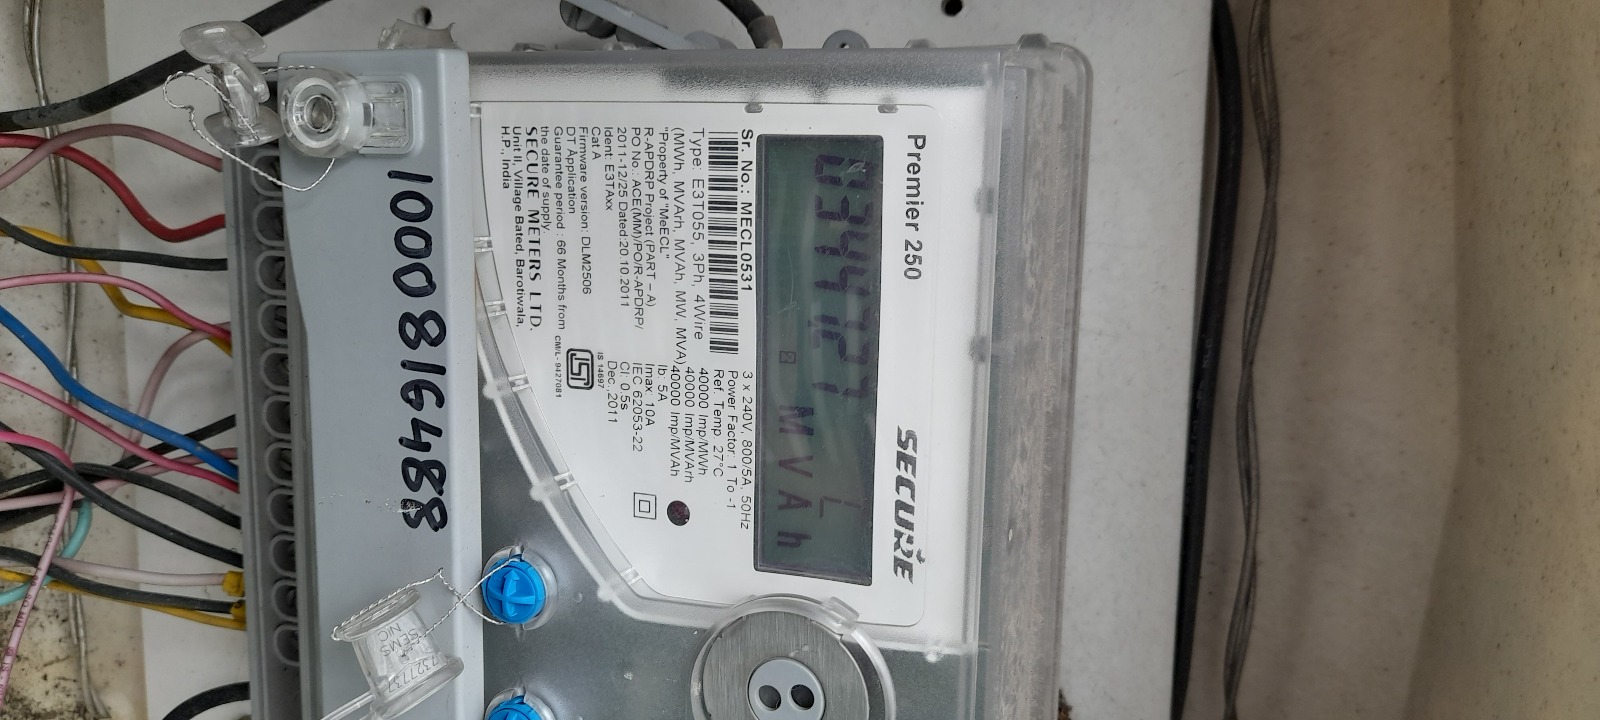 Premier 250
SECURE
L
MVAh
Sr. No.: MECL0531
Type: E3T055, 3Ph, 4Wire
(MWh, MVArh, MVAh, MW, MVA)
"Property of "MeECL"
R-APDRP Project (PART – A)
PO No.: ACE(MM)/PO/R-APDRP/
2011-12/25 Dated:20.10.2011
Ident: E3TAxx
Cat A
Firmware version: DLM2506
DT Application
Guarantee period : 66 Months from
the date of supply.
SECURE METERS LTD.
Unit II, Village Bated, Barotiwala,
H.P., India
3 x 240V, 800/5A, 50Hz
Power Factor: 1 To -1
Ref. Temp. 27°C
40000 Imp/MWh
40000 Imp/MVArh
40000 Imp/MVAh
Ib: 5A
Imax: 10A
IEC 62053-22
Cl. 0.5s
Dec.,2011
IS 14697
CM/L- 9427081
1000816488
SEMS